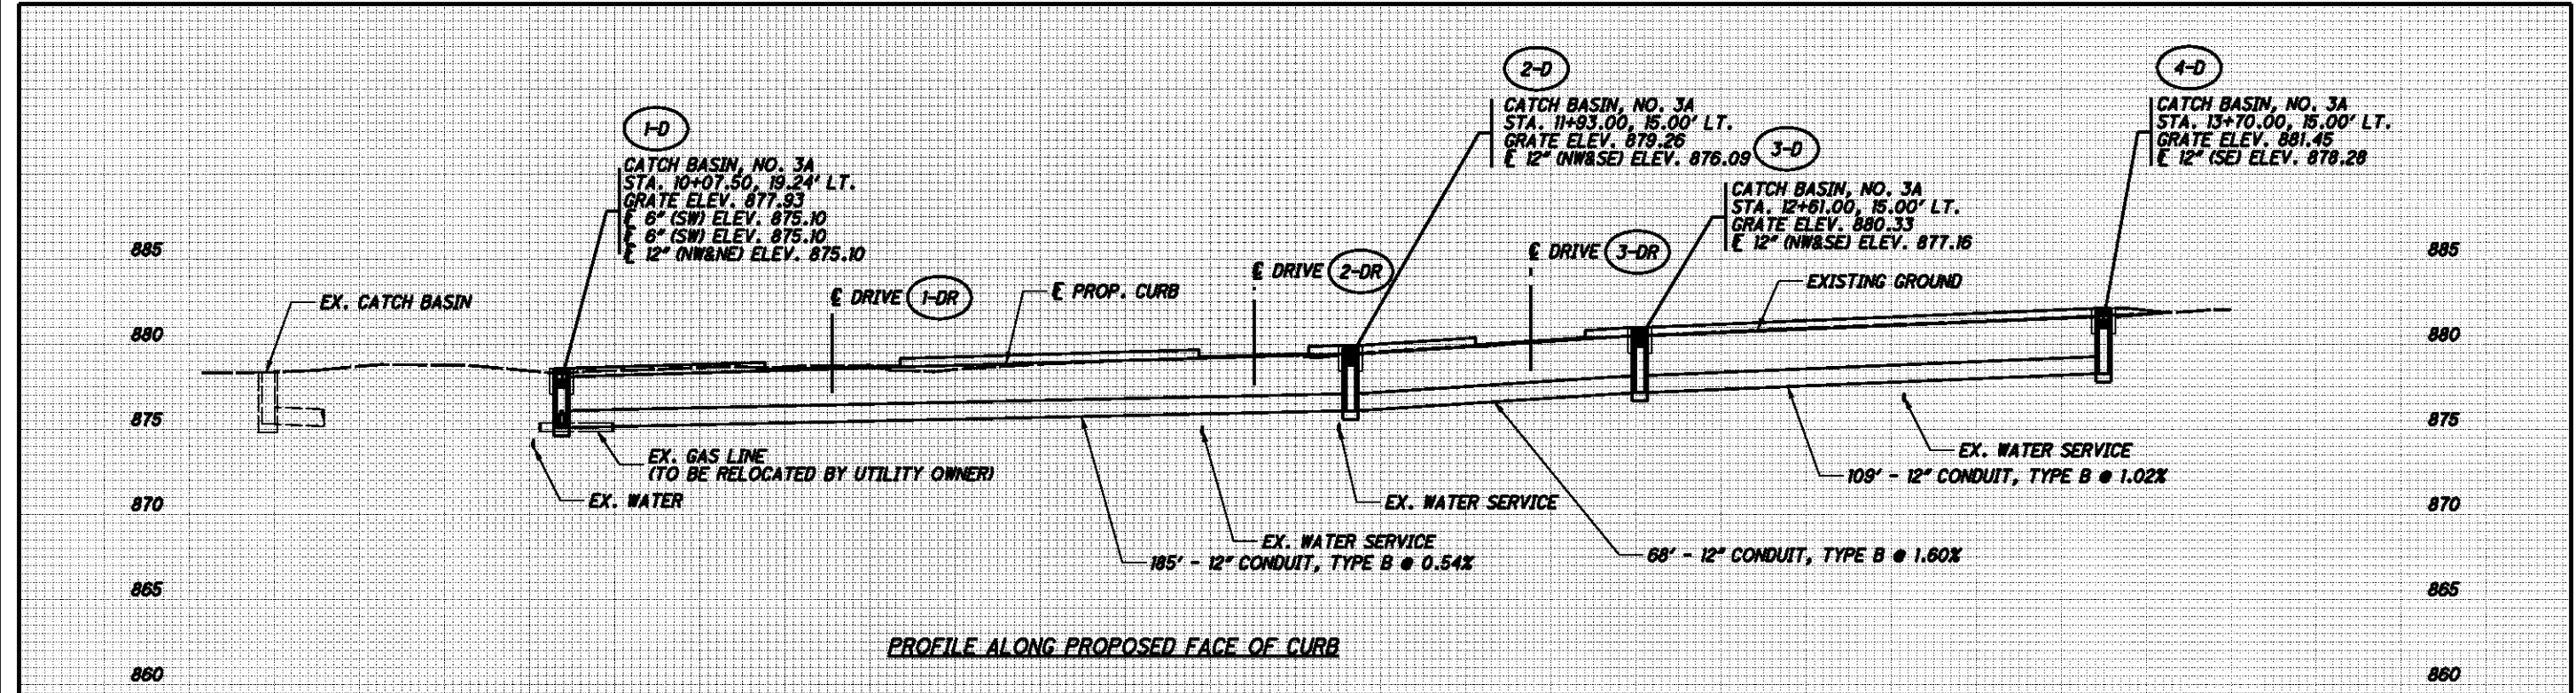 1-D
CATCH BASIN, NO. 3A
STA. 10+07.50, 19.24' LT.
GRATE ELEV. 877.93
℄ 6" (SW) ELEV. 875.10
℄ 6" (SW) ELEV. 875.10
℄ 12" (NW&NE) ELEV. 875.10
2-D
CATCH BASIN, NO. 3A
STA. 11+93.00, 15.00' LT.
GRATE ELEV. 879.26
℄ 12" (NW&SE) ELEV. 876.09
3-D
CATCH BASIN, NO. 3A
STA. 12+61.00, 15.00' LT.
GRATE ELEV. 880.33
℄ 12" (NW&SE) ELEV. 877.16
4-D
CATCH BASIN, NO. 3A
STA. 13+70.00, 15.00' LT.
GRATE ELEV. 881.45
℄ 12" (SE) ELEV. 878.28
885
885
EX. CATCH BASIN
℄ DRIVE 1-DR
℄ PROP. CURB
℄ DRIVE 2-DR
℄ DRIVE 3-DR
EXISTING GROUND
880
880
875
875
EX. GAS LINE
(TO BE RELOCATED BY UTILITY OWNER)
EX. WATER
EX. WATER SERVICE
EX. WATER SERVICE
EX. WATER SERVICE
109' - 12" CONDUIT, TYPE B @ 1.02%
870
870
185' - 12" CONDUIT, TYPE B @ 0.54%
68' - 12" CONDUIT, TYPE B @ 1.60%
865
865
PROFILE ALONG PROPOSED FACE OF CURB
860
860